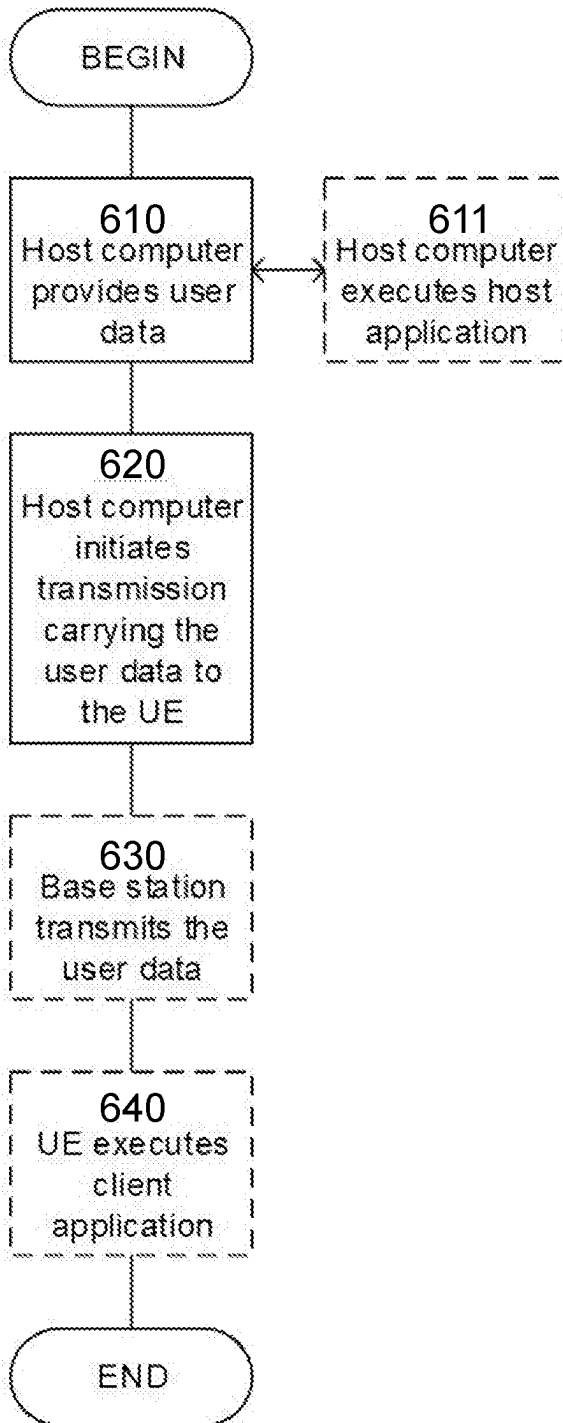 BEGIN
610
Host computer
provides user
data
611
Host computer
executes host
application
620
Host computer
initiates
transmission
carrying the
user data to
the UE
630
Base station
transmits the
user data
640
UE executes
client
application
END